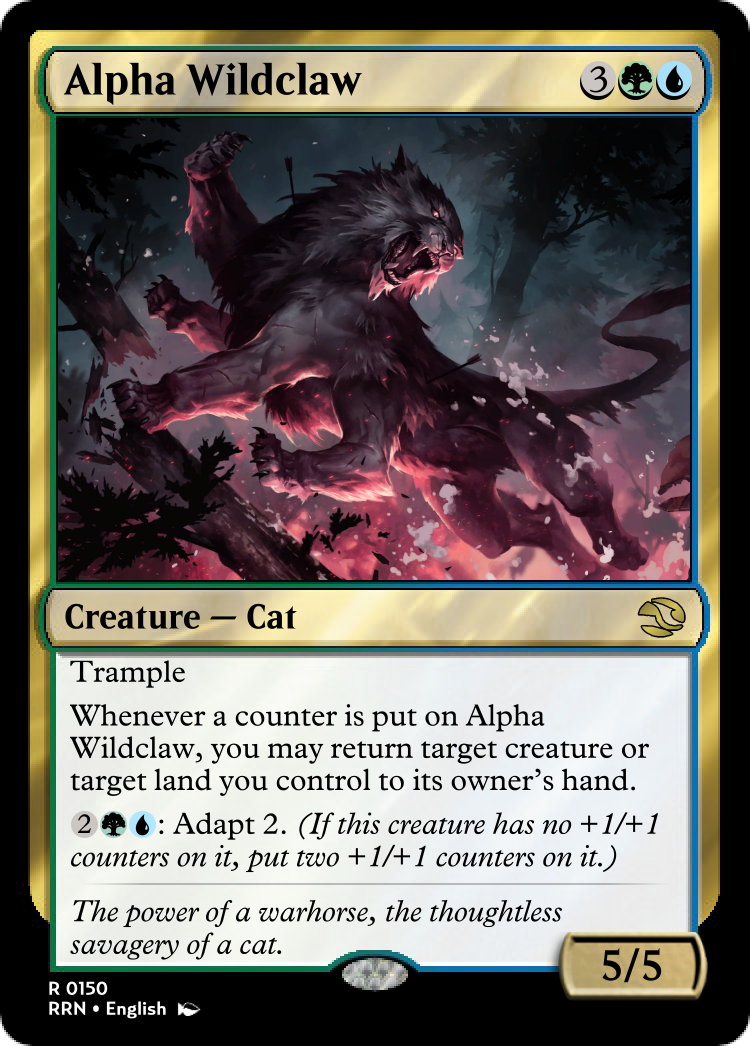 Alpha Wildclaw 3
Creature — Cat
Trample
Whenever a counter is put on Alpha
Wildclaw, you may return target creature or
target land you control to its owner's hand.
2 : Adapt 2. (If this creature has no +1/+1
counters on it, put two +1/+1 counters on it.)
The power of a warhorse, the thoughtless
savagery of a cat.
5/5
R 0150
RRN • English